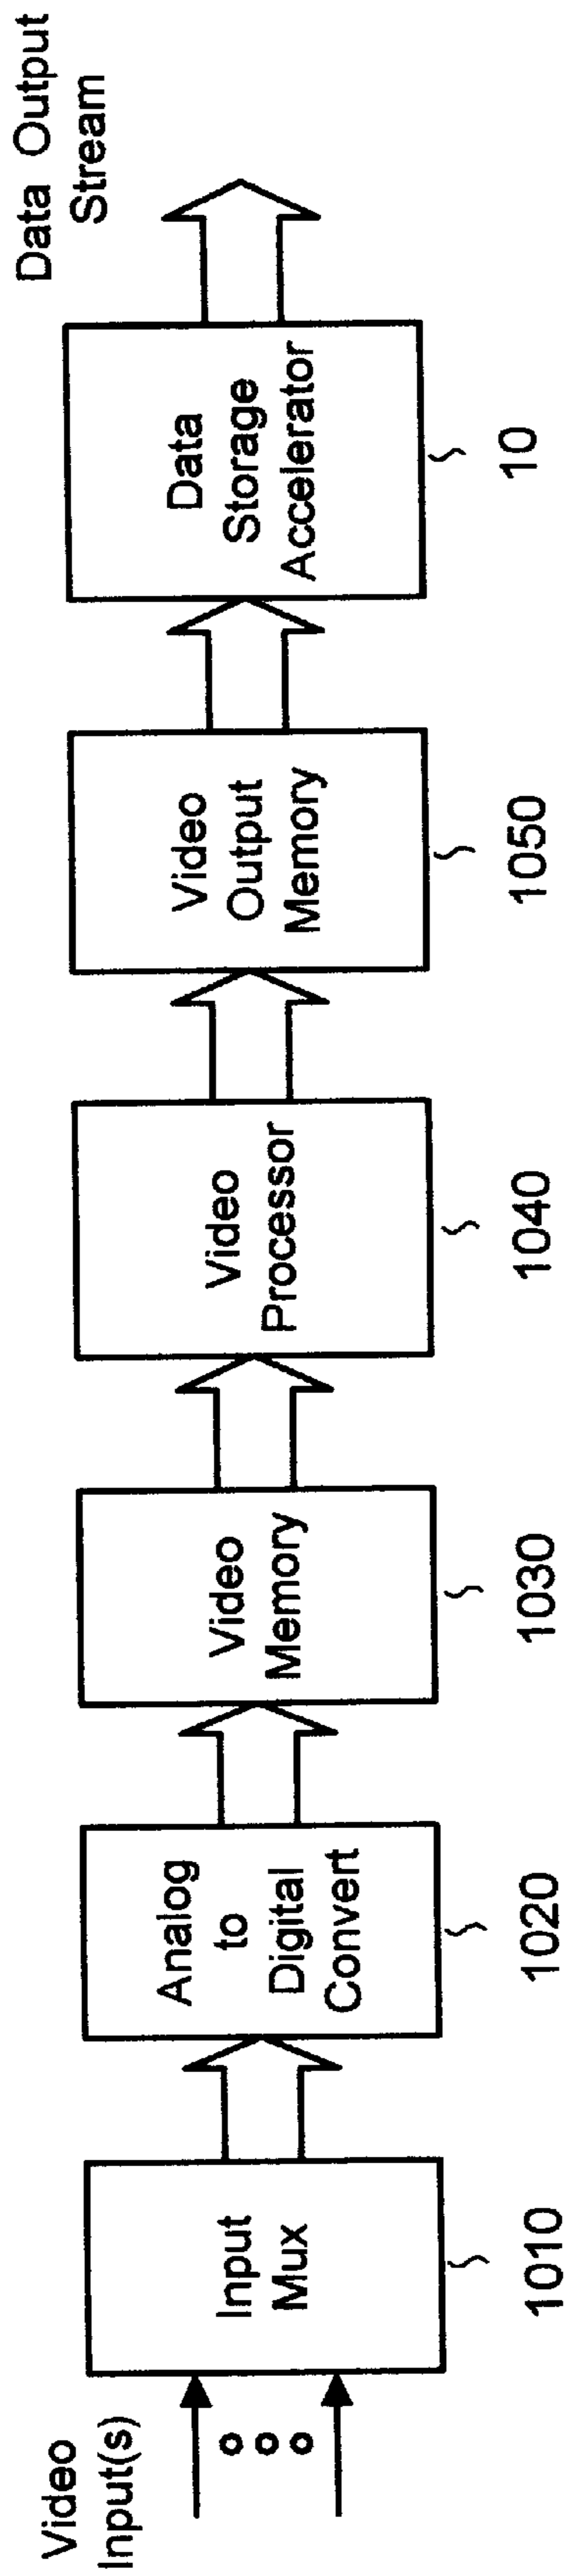 Video
Input(s)
Input
Mux
1010
Analog
to
Digital
Convert
1020
Video
Memory
1030
Video
Processor
1040
Video
Output
Memory
1050
Data
Storage
Accelerator
10
Data Output
Stream